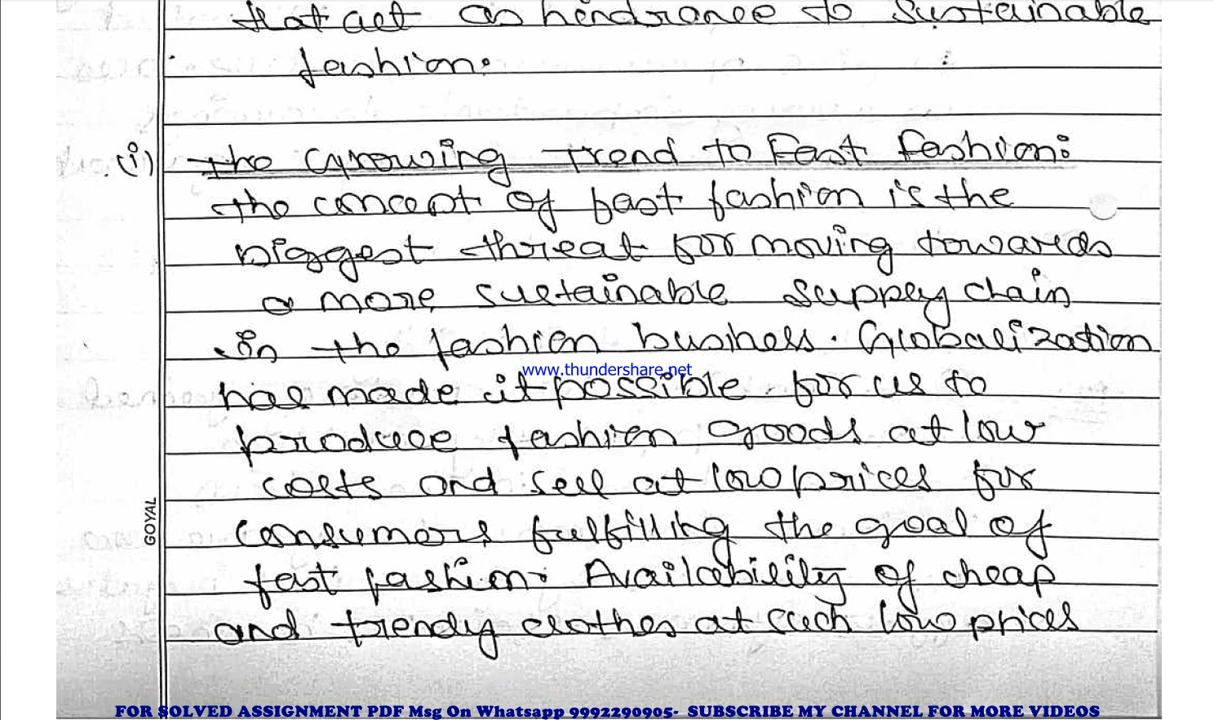 that act as hindrance to sustainable
fashion.
(i) The Growing Trend to Fast Fashion:
the concept of fast fashion is the
biggest threat for moving towards
a more sustainable supply chain
in the fashion business. Globalization
www.thundershare.net
has made it possible for us to
produce fashion goods at low
costs and sell at low prices for
consumers fulfilling the goal of
GOYAL
fast fashion. Availability of cheap
and trendy clothes at such low prices
FOR SOLVED ASSIGNMENT PDF Msg On Whatsapp 9992290905- SUBSCRIBE MY CHANNEL FOR MORE VIDEOS